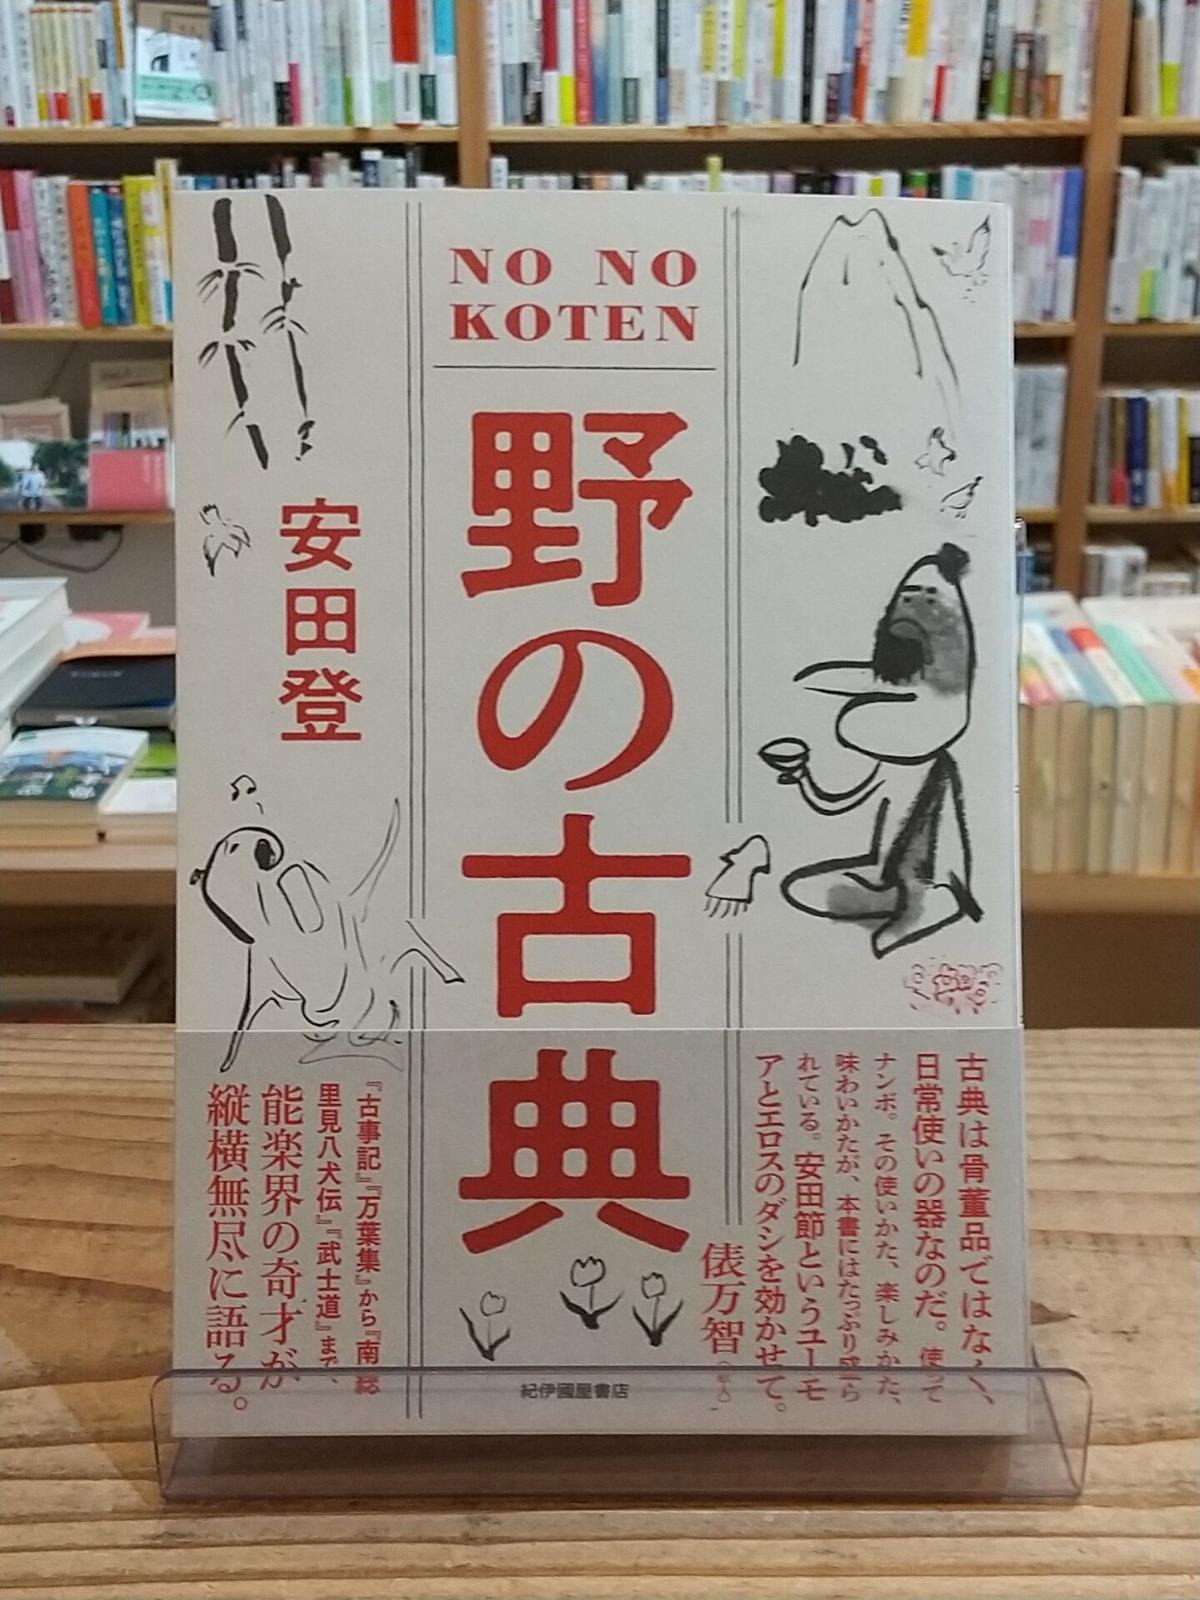 NO NO
KOTEN
野の古典
安田登
古典は骨董品ではなく、
日常使いの器なのだ。使って
ナンボ。その使いかた、楽しみかた、
味わいかたが、本書にはたっぷり盛ら
れている。安田節というユーモ
アとエロスのダシを効かせて。
俵万智
『古事記』『万葉集』から『南総
里見八犬伝』『武士道』まで、
能楽界の奇才が
縦横無尽に語る。
紀伊國屋書店